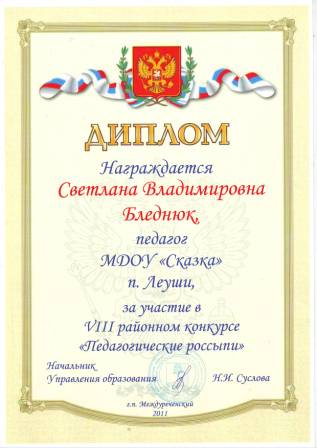 ДИПЛОМ
Награждается
Светлана Владимировна
Бледнюк,
педагог
МДОУ «Сказка»
п. Леуши,
за участие в
VIII районном конкурсе
«Педагогические россыпи»
Начальник
Управления образования Н.Н. Суслова
г.п. Междуреченский
2011